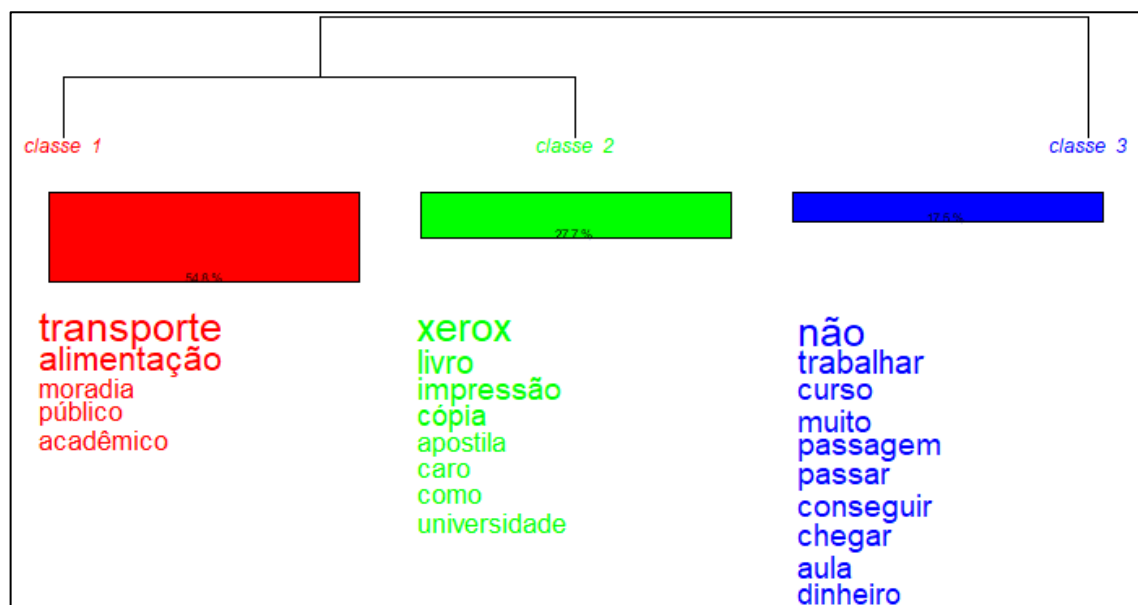 classe 1
classe 2
classe 3
54.8 %
27.7 %
17.5 %
transporte
alimentação
moradia
público
acadêmico
xerox
livro
impressão
cópia
apostila
caro
como
universidade
não
trabalhar
curso
muito
passagem
passar
conseguir
chegar
aula
dinheiro